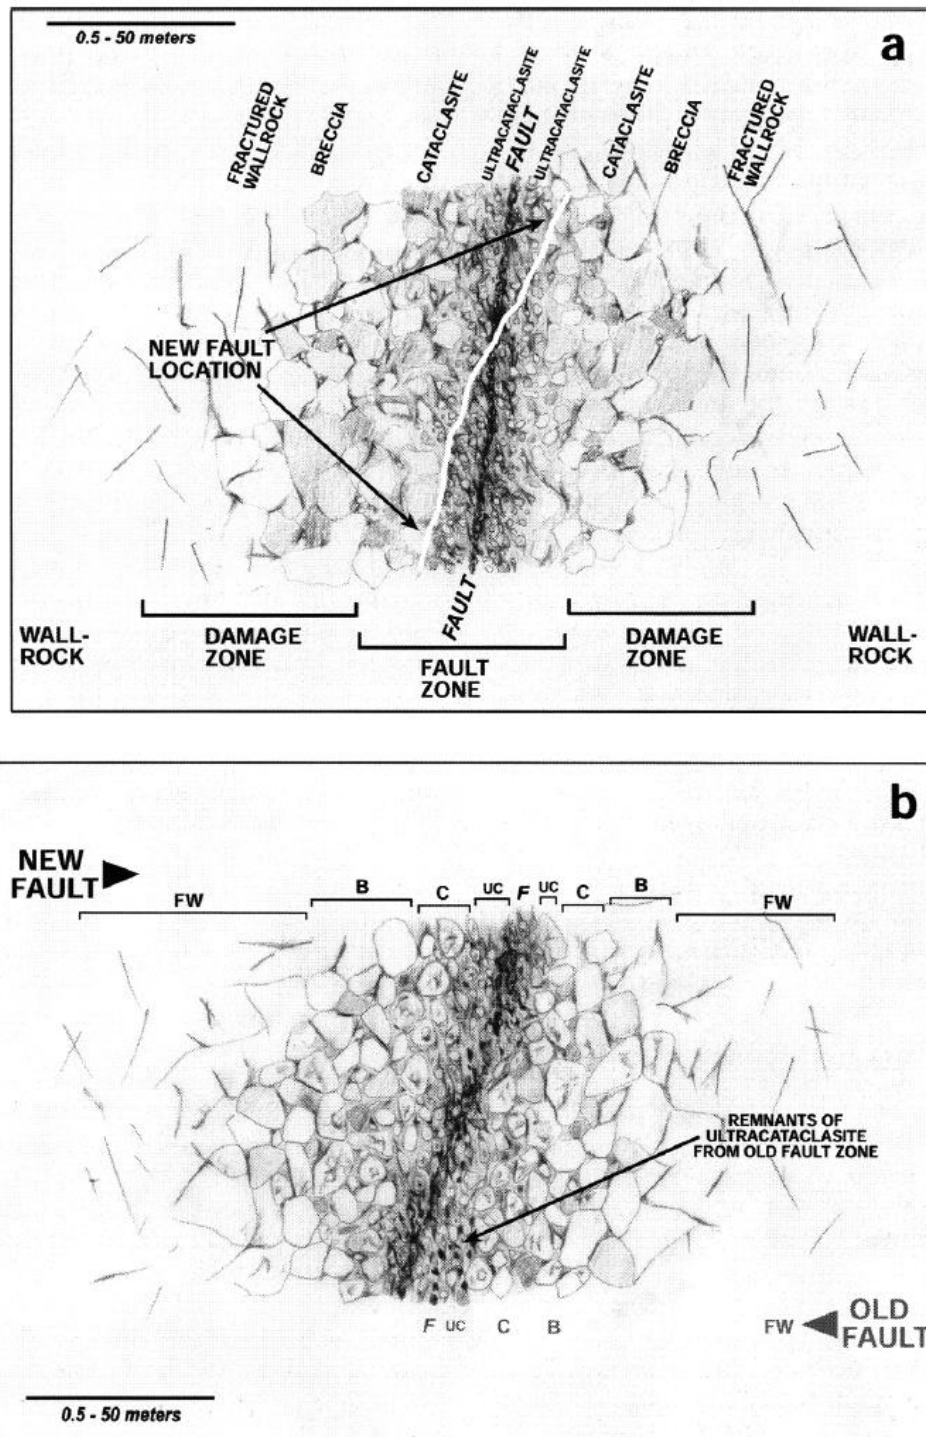 0.5 - 50 meters
a
FRACTURED
WALLROCK
BRECCIA
CATACLASITE
ULTRACATACLASITE
FAULT
ULTRACATACLASITE
CATACLASITE
BRECCIA
FRACTURED
WALLROCK
NEW FAULT
LOCATION
FAULT
WALL-
ROCK
DAMAGE
ZONE
FAULT
ZONE
DAMAGE
ZONE
WALL-
ROCK
b
NEW
FAULT
FW
B
C
UC
F
UC
C
B
FW
REMNANTS OF
ULTRACATACLASITE
FROM OLD FAULT ZONE
F UC C B
FW
OLD
FAULT
0.5 - 50 meters